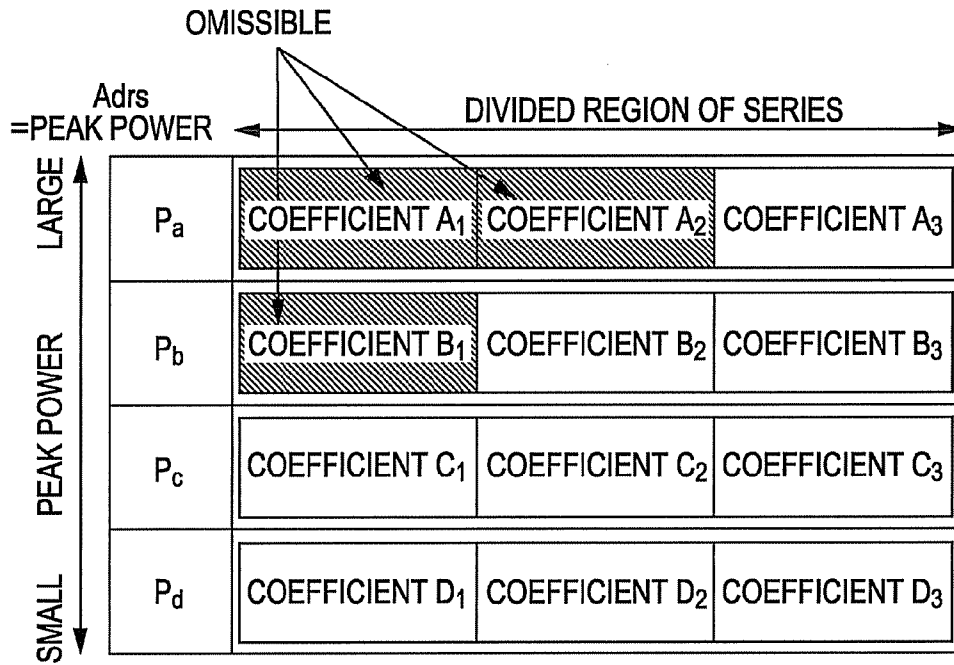 OMISSIBLE
Adrs
=PEAK POWER
DIVIDED REGION OF SERIES
LARGE
PEAK POWER
SMALL
Pa COEFFICIENT A1 COEFFICIENT A2 COEFFICIENT A3
Pb COEFFICIENT B1 COEFFICIENT B2 COEFFICIENT B3
Pc COEFFICIENT C1 COEFFICIENT C2 COEFFICIENT C3
Pd COEFFICIENT D1 COEFFICIENT D2 COEFFICIENT D3